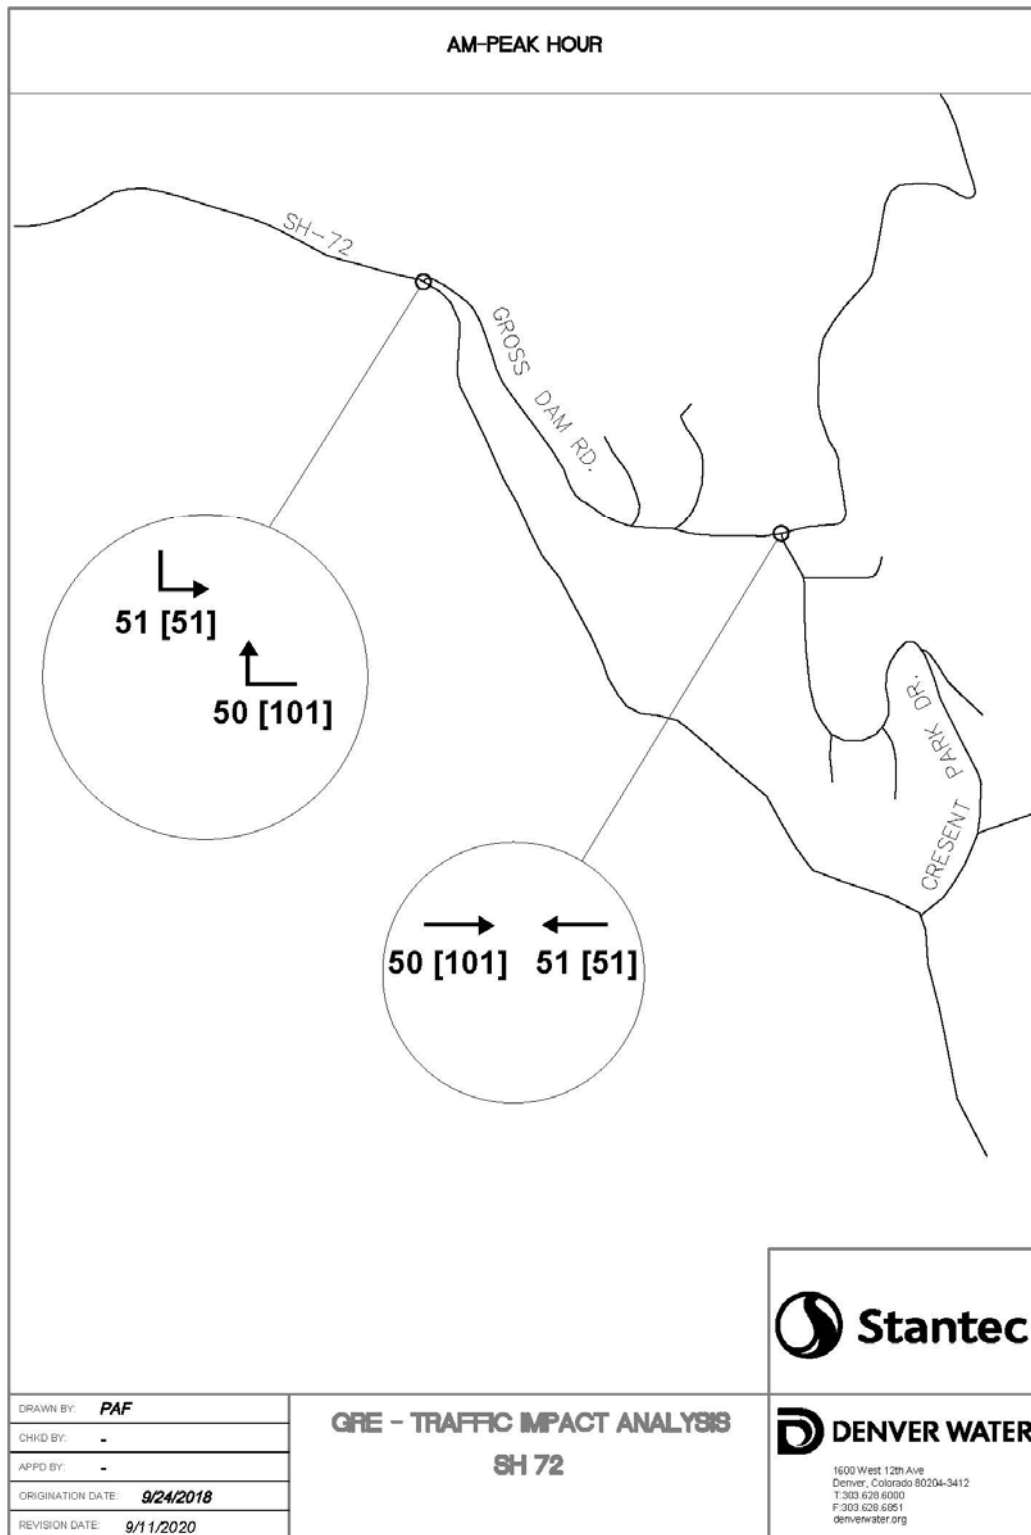 AM-PEAK HOUR
SH-72
GROSS DAM RD.
51 [51]
50 [101]
CRESENT PARK DR.
50 [101] 51 [51]
Stantec
DRAWN BY: PAF
CHKD BY: -
APPD BY: -
ORIGINATION DATE: 9/24/2018
REVISION DATE: 9/11/2020
GRE - TRAFFIC IMPACT ANALYSIS
SH 72
DENVER WATER
1600 West 12th Ave
Denver, Colorado 80204-3412
T:303.628.6000
F:303.628.6851
denverwater.org